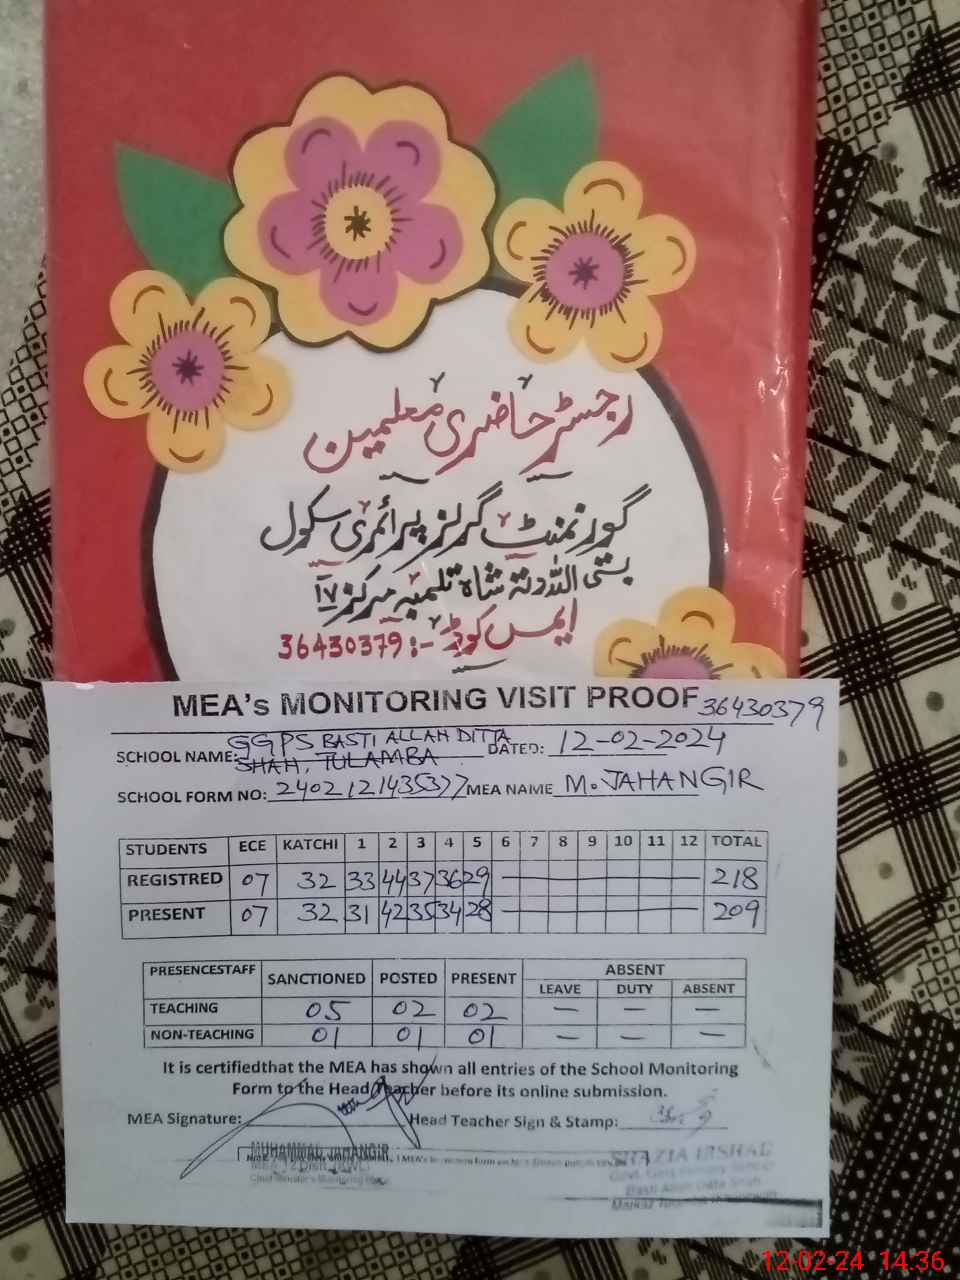 رجسٹر حاضری معلمین
گورنمنٹ گرلز پرائمری سکول
بستی اللہ دتہ شاہ تلمبہ مرکز ١٧
ایمس کوڈ :- 36430379
MEA's MONITORING VISIT PROOF 36430379
SCHOOL NAME: GGPS BASTI ALLAH DITTA SHAH, TULAMBA DATED: 12-02-2024
SCHOOL FORM NO: 2402121435377 MEA NAME M. JAHANGIR
STUDENTS ECE KATCHI 1 2 3 4 5 6 7 8 9 10 11 12 TOTAL
REGISTRED 07 32 33 44 37 36 29 218
PRESENT 07 32 31 42 35 34 28 209
PRESENCESTAFF SANCTIONED POSTED PRESENT ABSENT
LEAVE DUTY ABSENT
TEACHING 05 02 02 — — —
NON-TEACHING 01 01 01 — — —
It is certifiedthat the MEA has shown all entries of the School Monitoring
Form to the Head Teacher before its online submission.
MEA Signature: Head Teacher Sign & Stamp:
MUHAMMAD JAHANGIR
SHAZIA IRSHAD
12-02-24 14:36